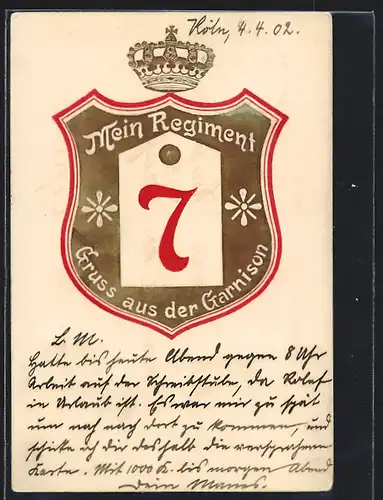 Köln, 4.4.02.
Mein Regiment
7
Gruss aus der Garnison
L. M.
Hatte bis heute Abend gegen 8 Uhr
Arbeit auf der Schreibstube, da
in Urlaub ist. Es war mir zu spät
um noch nach dort zu kommen, und
schicke ich dir deshalb die versprochene
Karte. Mit 1000 K. bis morgen Abend
Dein